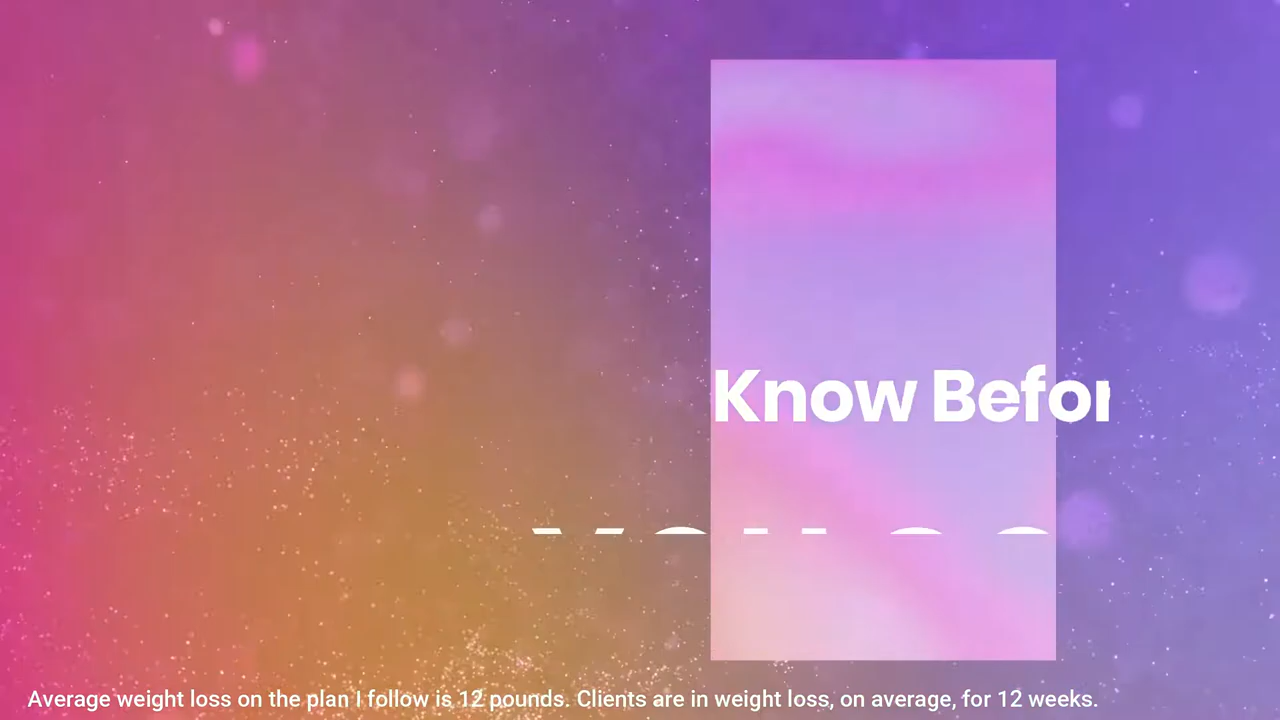 Know Befor
Average weight loss on the plan I follow is 12 pounds. Clients are in weight loss, on average, for 12 weeks.